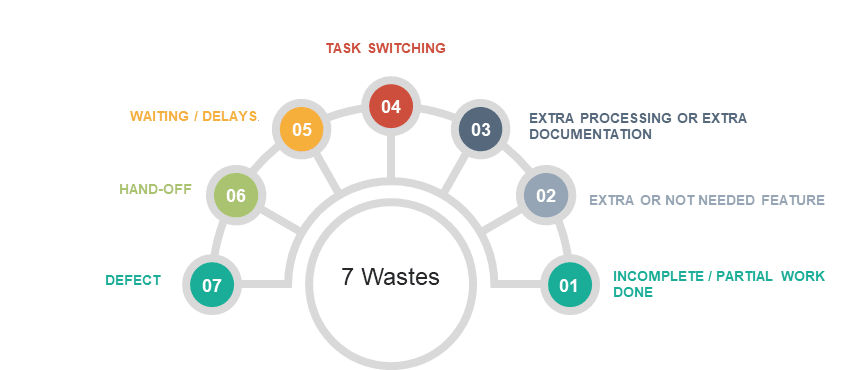 TASK SWITCHING
04
WAITING / DELAYS.
05
03
EXTRA PROCESSING OR EXTRA
DOCUMENTATION
HAND-OFF
06
02
EXTRA OR NOT NEEDED FEATURE
7 Wastes
DEFECT
07
01
INCOMPLETE / PARTIAL WORK
DONE